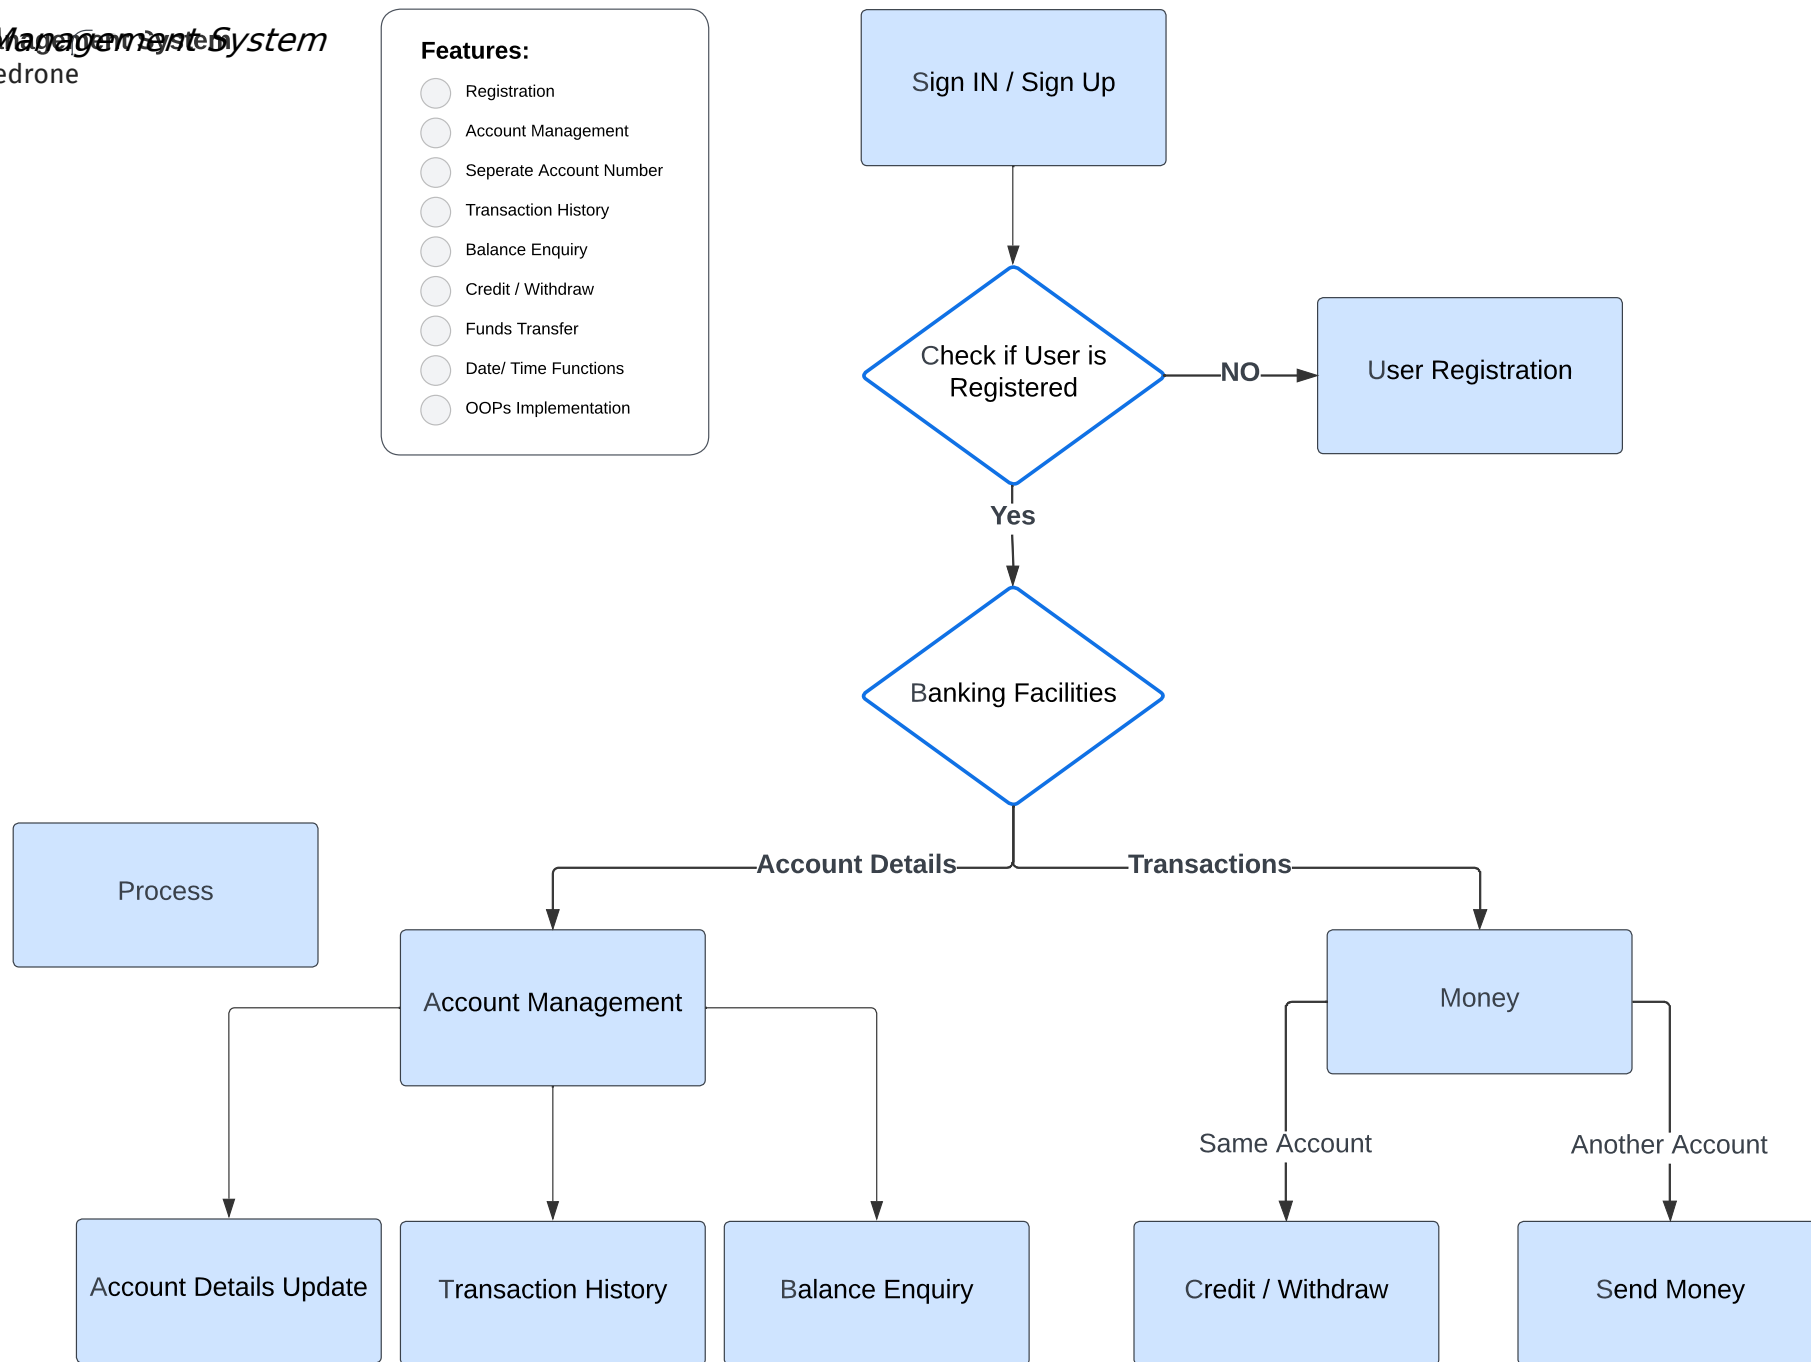 Management System
edrone
Features:
Registration
Account Management
Seperate Account Number
Transaction History
Balance Enquiry
Credit / Withdraw
Funds Transfer
Date/ Time Functions
OOPs Implementation
Sign IN / Sign Up
Check if User is
Registered
NO
User Registration
Yes
Banking Facilities
Account Details
Transactions
Process
Account Management
Money
Same Account
Another Account
Account Details Update
Transaction History
Balance Enquiry
Credit / Withdraw
Send Money